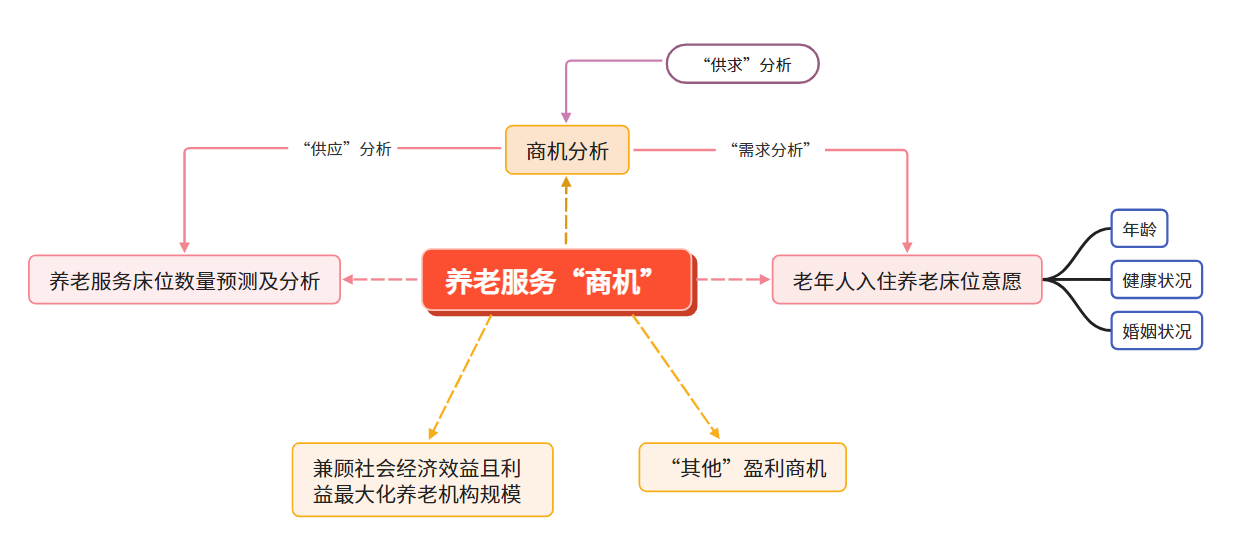 “供求”分析
“供应”分析
商机分析
“需求分析”
年龄
养老服务床位数量预测及分析
养老服务“商机”
老年人入住养老床位意愿
健康状况
婚姻状况
兼顾社会经济效益且利
益最大化养老机构规模
“其他”盈利商机